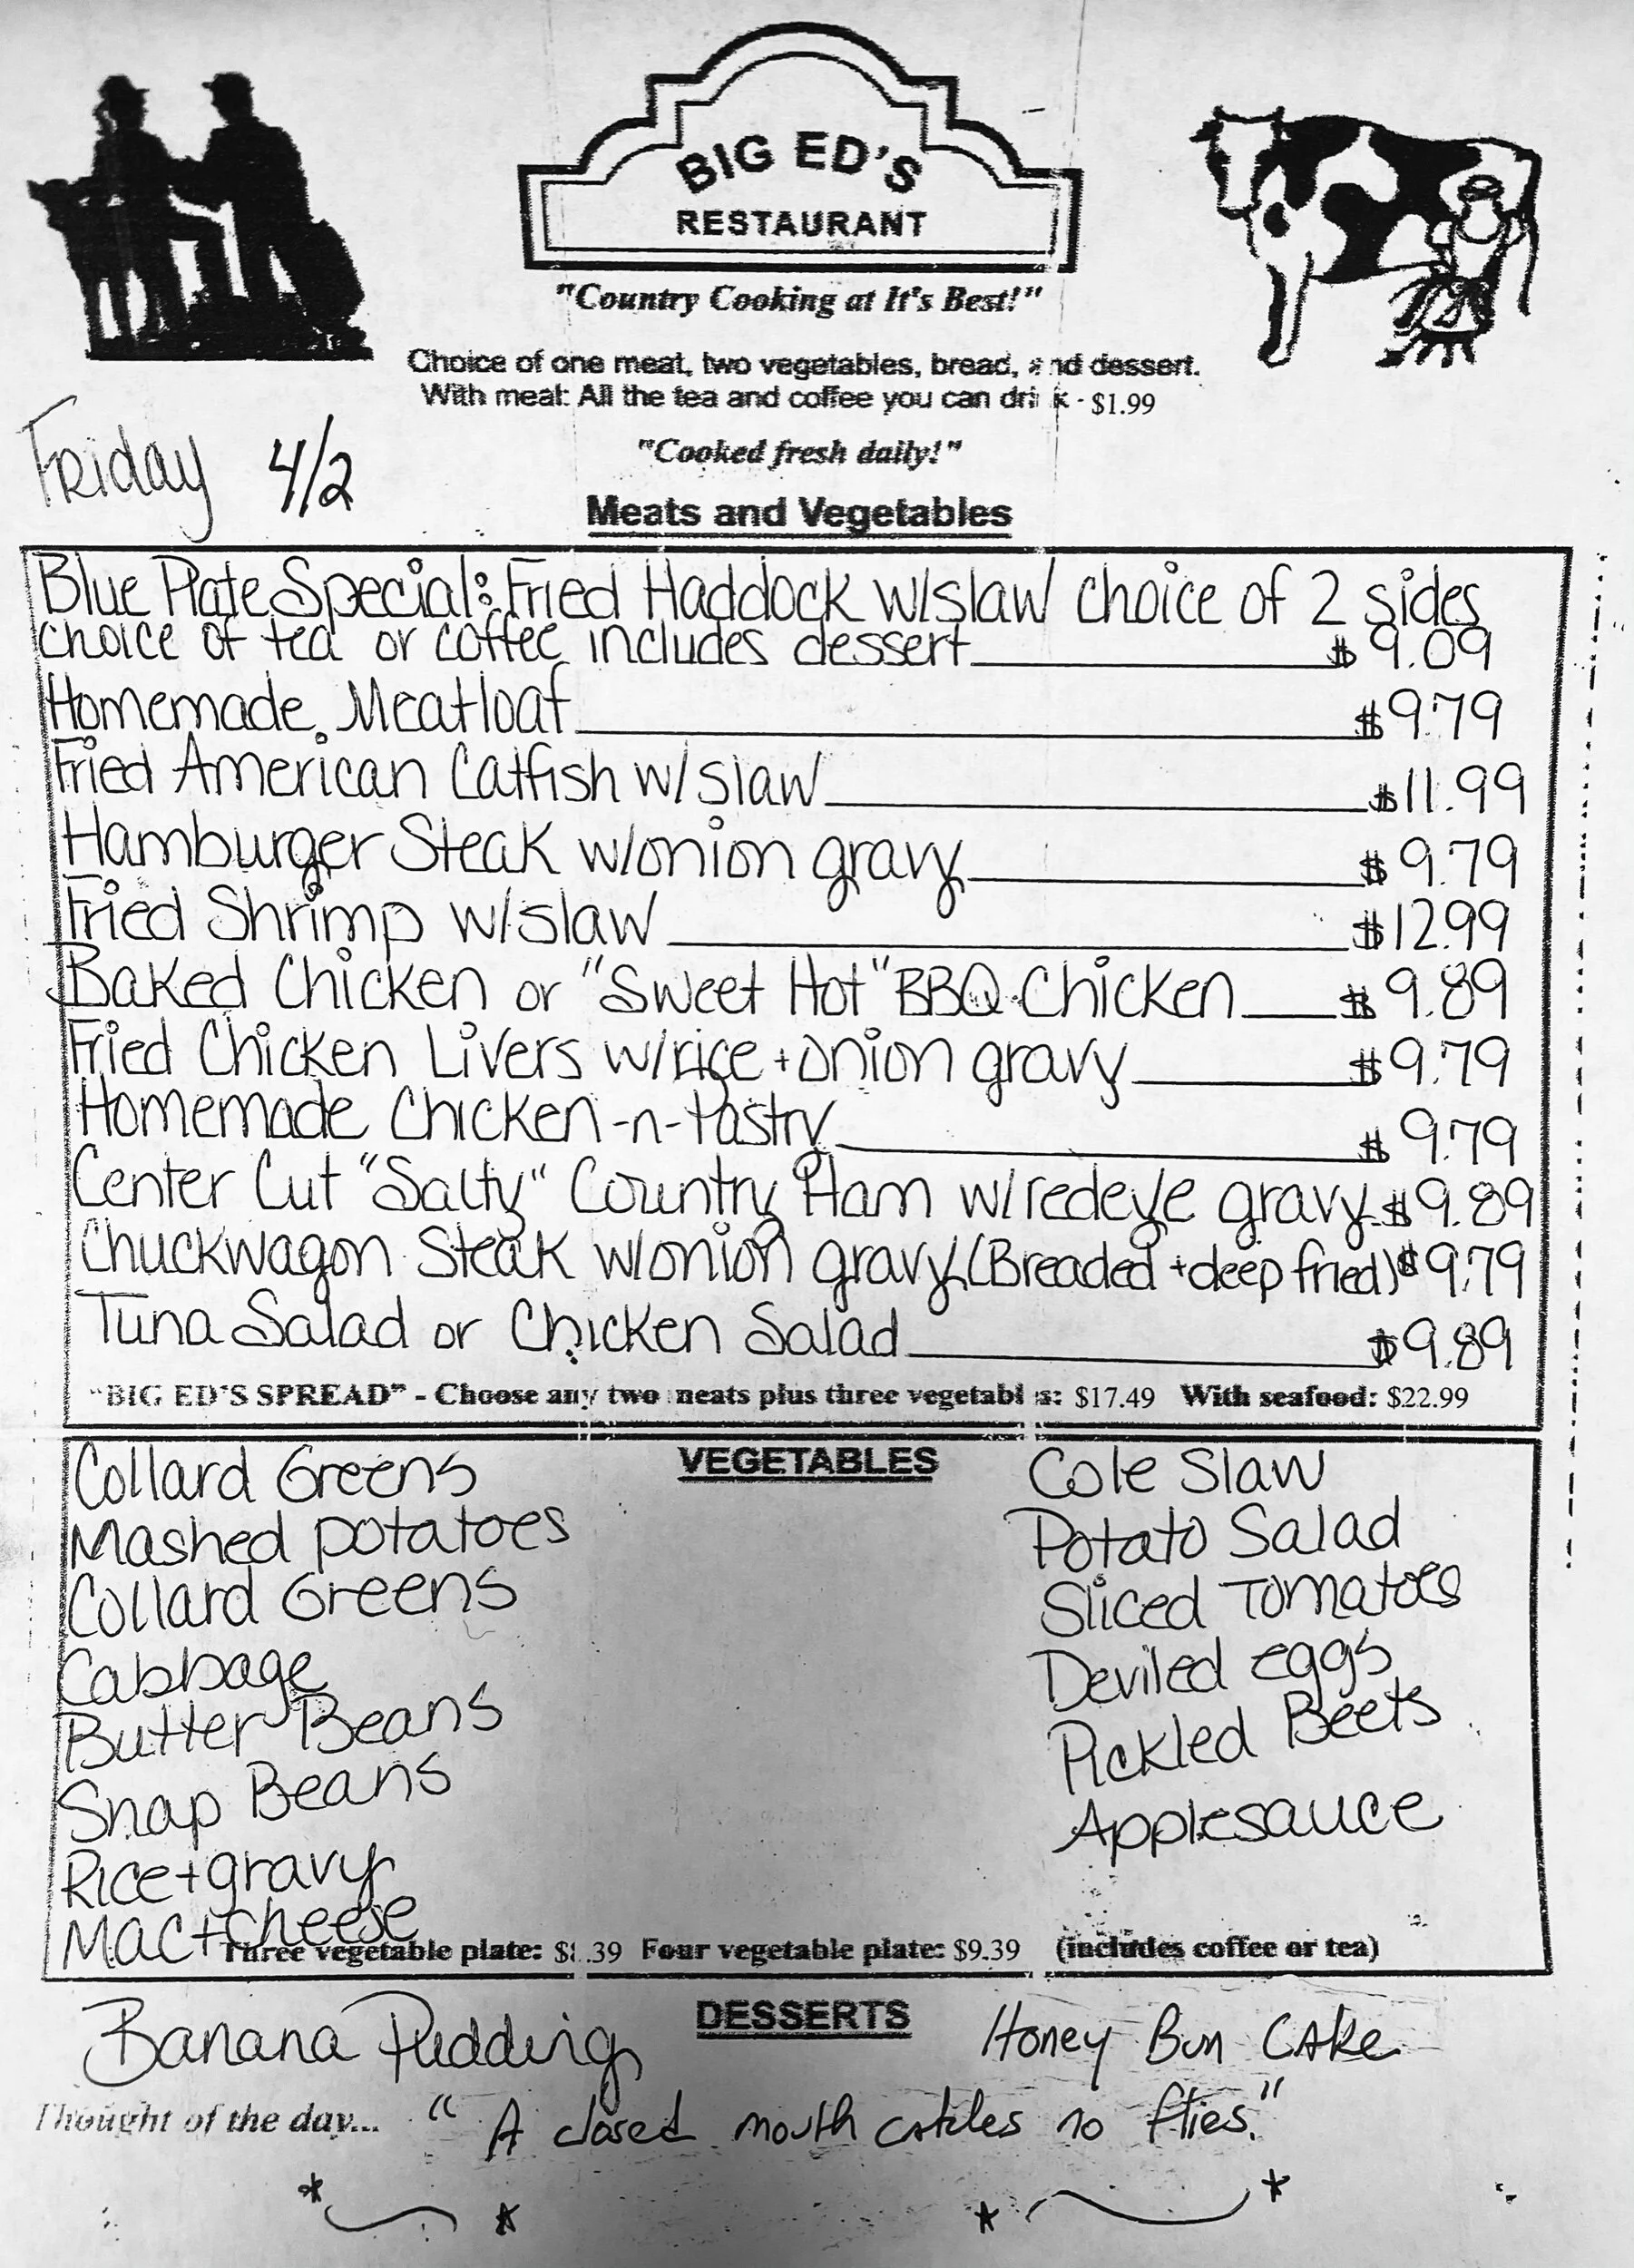 BIG ED'S
RESTAURANT
"Country Cooking at It's Best!"
Choice of one meat, two vegetables, bread, and dessert.
With meal: All the tea and coffee you can drink - $1.99
"Cooked fresh daily!"
Friday 4/2
Meats and Vegetables
Blue Plate Special: Fried Haddock w/slaw choice of 2 sides
choice of tea or coffee includes dessert $9.09
Homemade Meatloaf $9.79
Fried American Catfish w/slaw $11.99
Hamburger Steak w/onion gravy $9.79
Fried Shrimp w/slaw $12.99
Baked Chicken or "Sweet Hot" BBQ Chicken $9.89
Fried Chicken Livers w/rice + onion gravy $9.79
Homemade Chicken-n-Pastry $9.79
Center Cut "Salty" Country Ham w/redeye gravy $9.89
Chuckwagon Steak w/onion gravy (Breaded + deep fried) $9.79
Tuna Salad or Chicken Salad $9.89
"BIG ED'S SPREAD" - Choose any two meats plus three vegetables: $17.49 With seafood: $22.99
VEGETABLES
Collard Greens
Mashed potatoes
Collard Greens
Cabbage
Butter Beans
Snap Beans
Rice + gravy
Mac + Cheese
Cole Slaw
Potato Salad
Sliced Tomatoes
Deviled eggs
Pickled Beets
Applesauce
Three vegetable plate: $8.39 Four vegetable plate: $9.39 (includes coffee or tea)
DESSERTS
Banana Pudding
Honey Bun Cake
Thought of the day... "A closed mouth catches no flies."